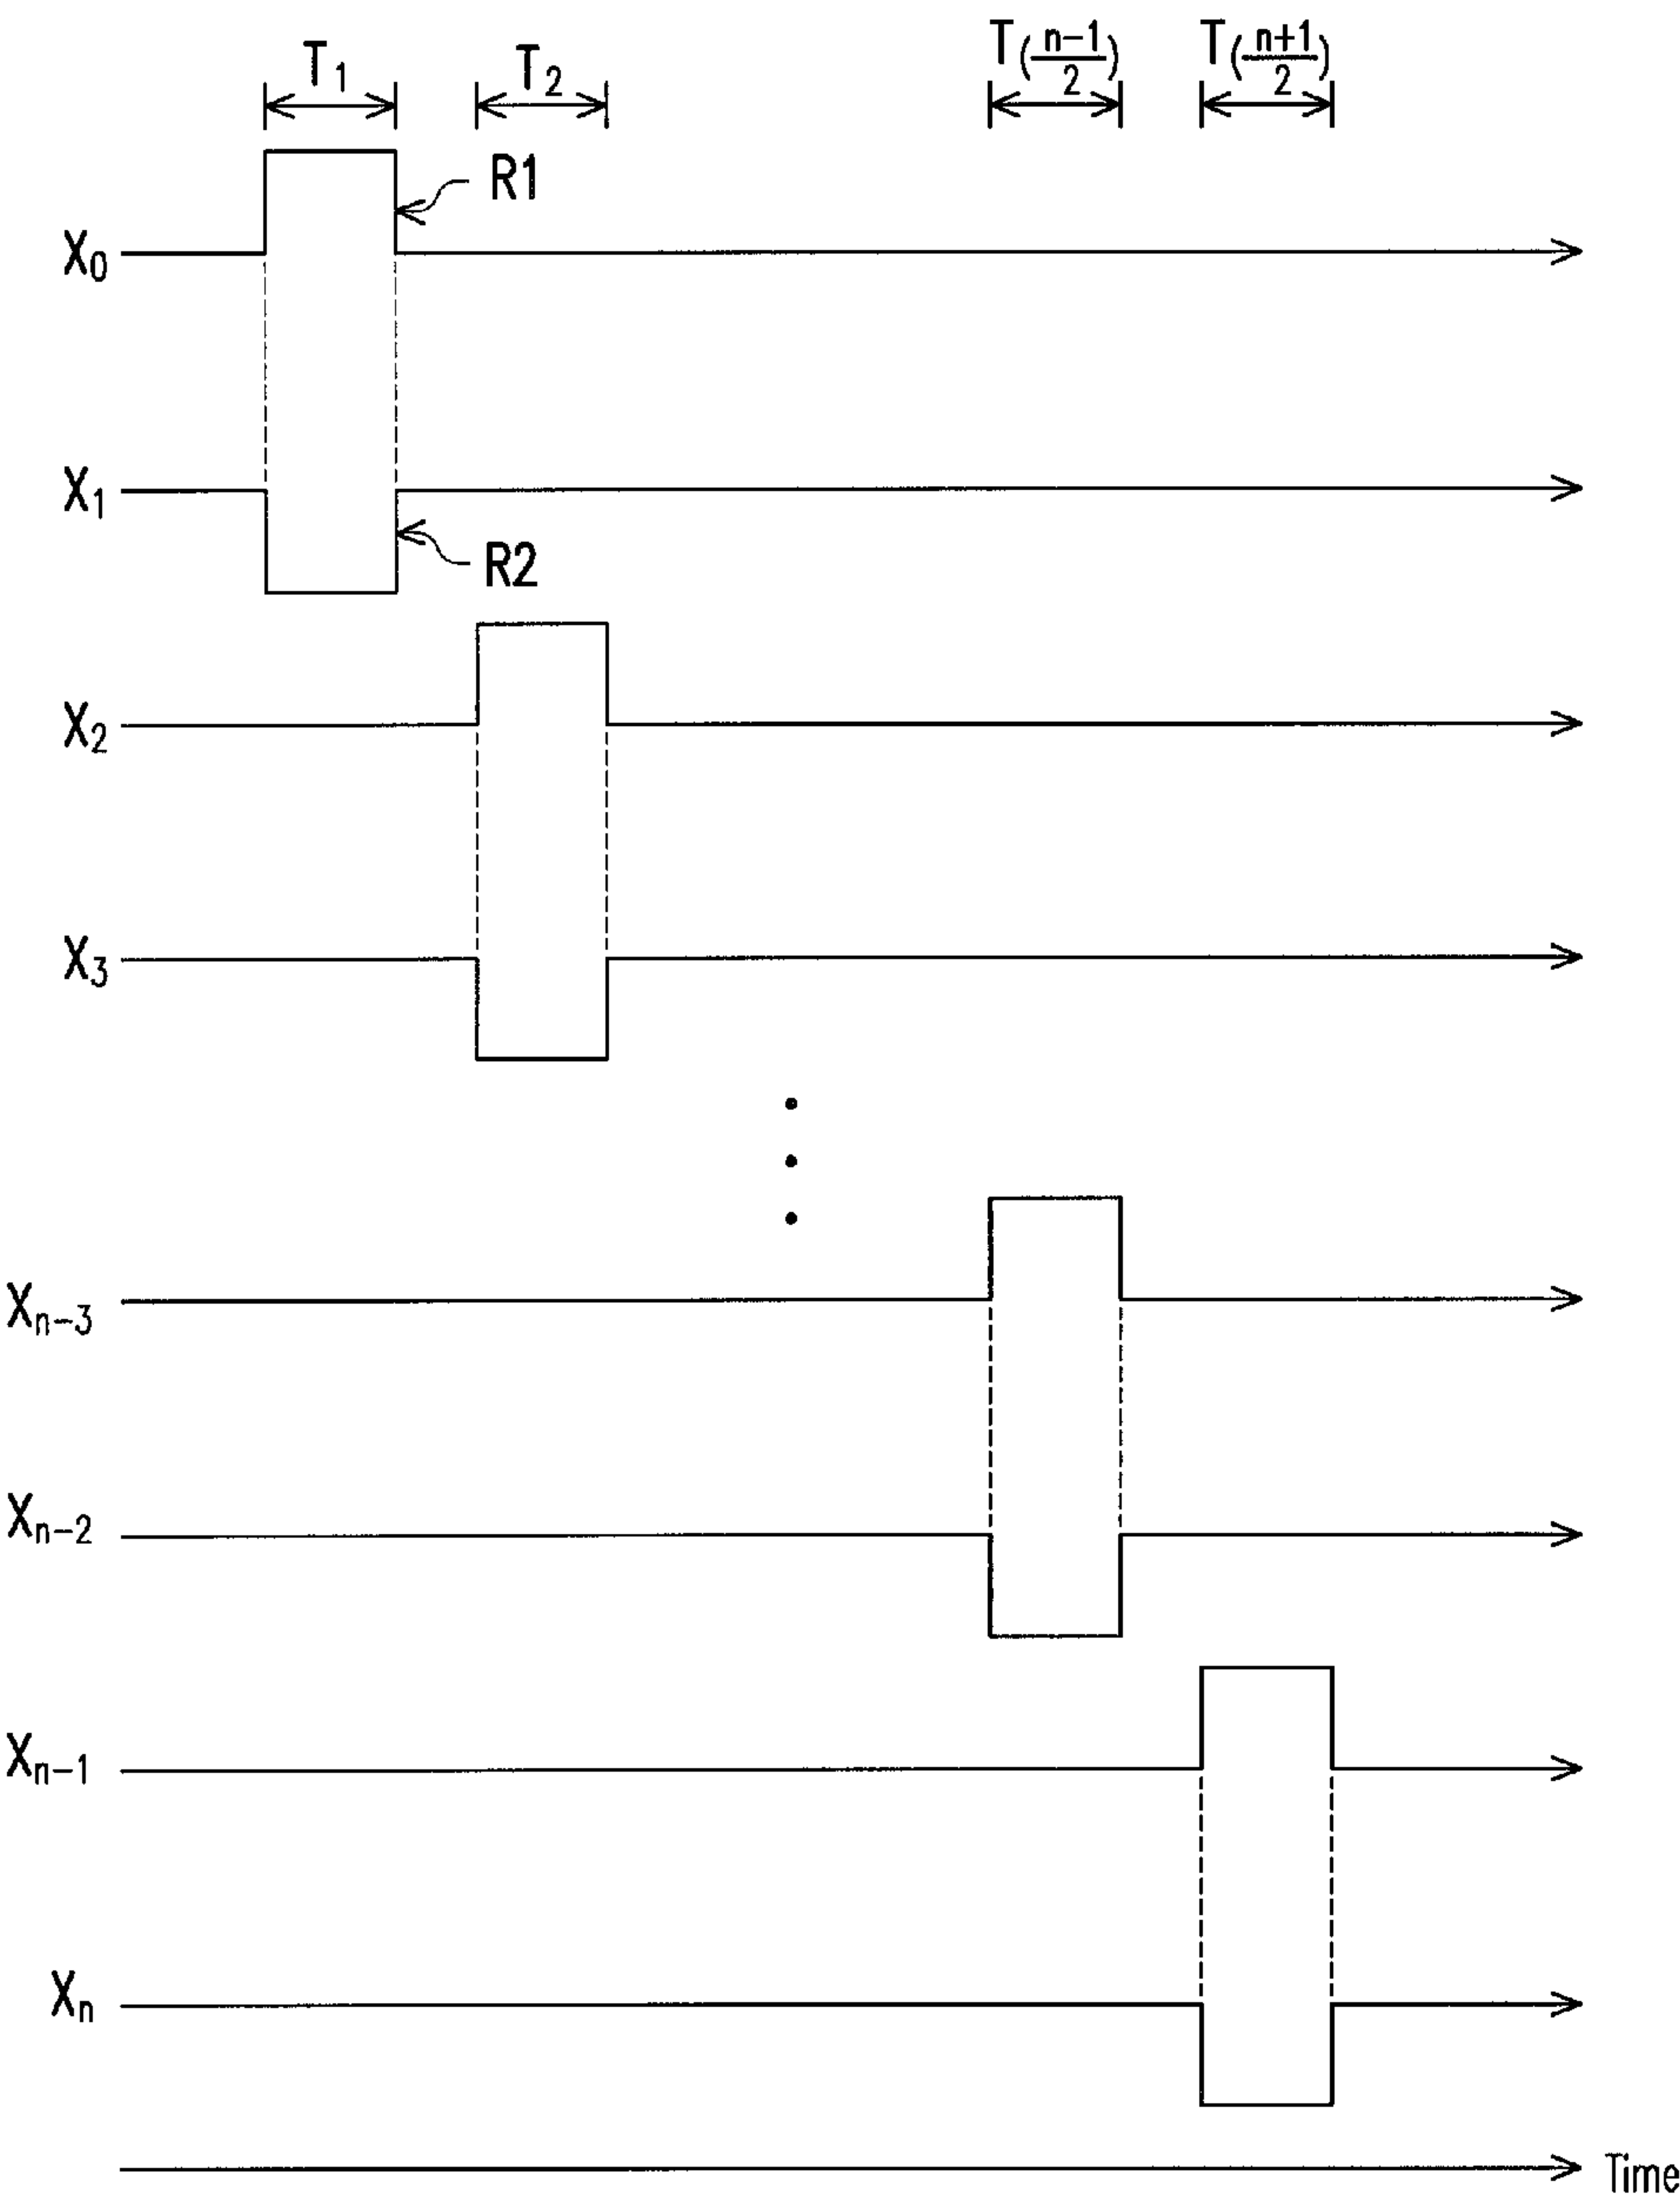 T1 T2 T(n-1/2) T(n+1/2)
R1
X0
X1
R2
X2
X3
Xn-3
Xn-2
Xn-1
Xn
Time